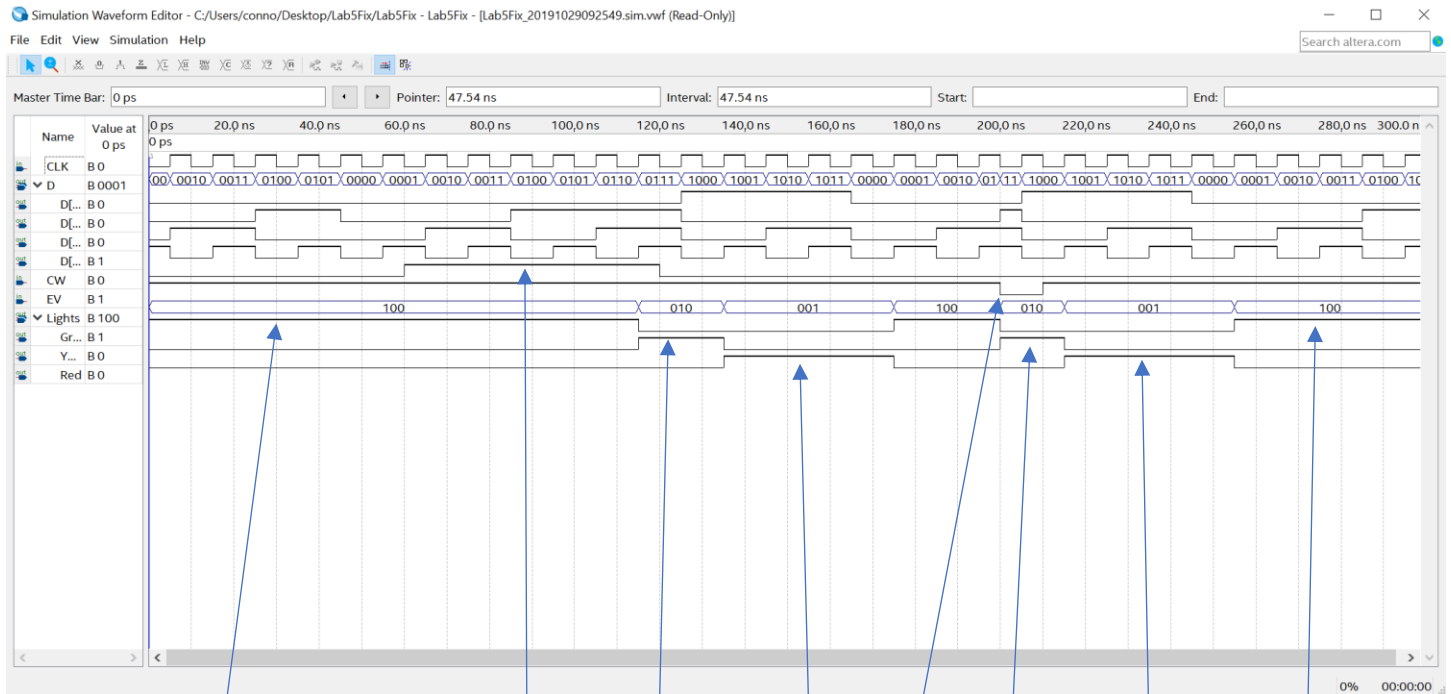 Simulation Waveform Editor - C:/Users/conno/Desktop/Lab5Fix/Lab5Fix - Lab5Fix - [Lab5Fix_20191029092549.sim.vwf (Read-Only)]
File Edit View Simulation Help
Search altera.com
Master Time Bar: 0 ps Pointer: 47.54 ns Interval: 47.54 ns Start: End:
Name Value at 0 ps
0 ps 20.0 ns 40.0 ns 60.0 ns 80.0 ns 100.0 ns 120.0 ns 140.0 ns 160.0 ns 180.0 ns 200.0 ns 220.0 ns 240.0 ns 260.0 ns 280.0 ns 300.0 n
0 ps
CLK B 0
D B 0001 00 0010 0011 0100 0101 0000 0001 0010 0011 0100 0101 0110 0111 1000 1001 1010 1011 0000 0001 0010 01 11 1000 1001 1010 1011 0000 0001 0010 0011 0100 10
D[... B 0
D[... B 0
D[... B 0
D[... B 1
CW B 0
EV B 1
Lights B 100 100 010 001 100 010 001 100
Gr... B 1
Y... B 0
Red B 0
0% 00:00:00